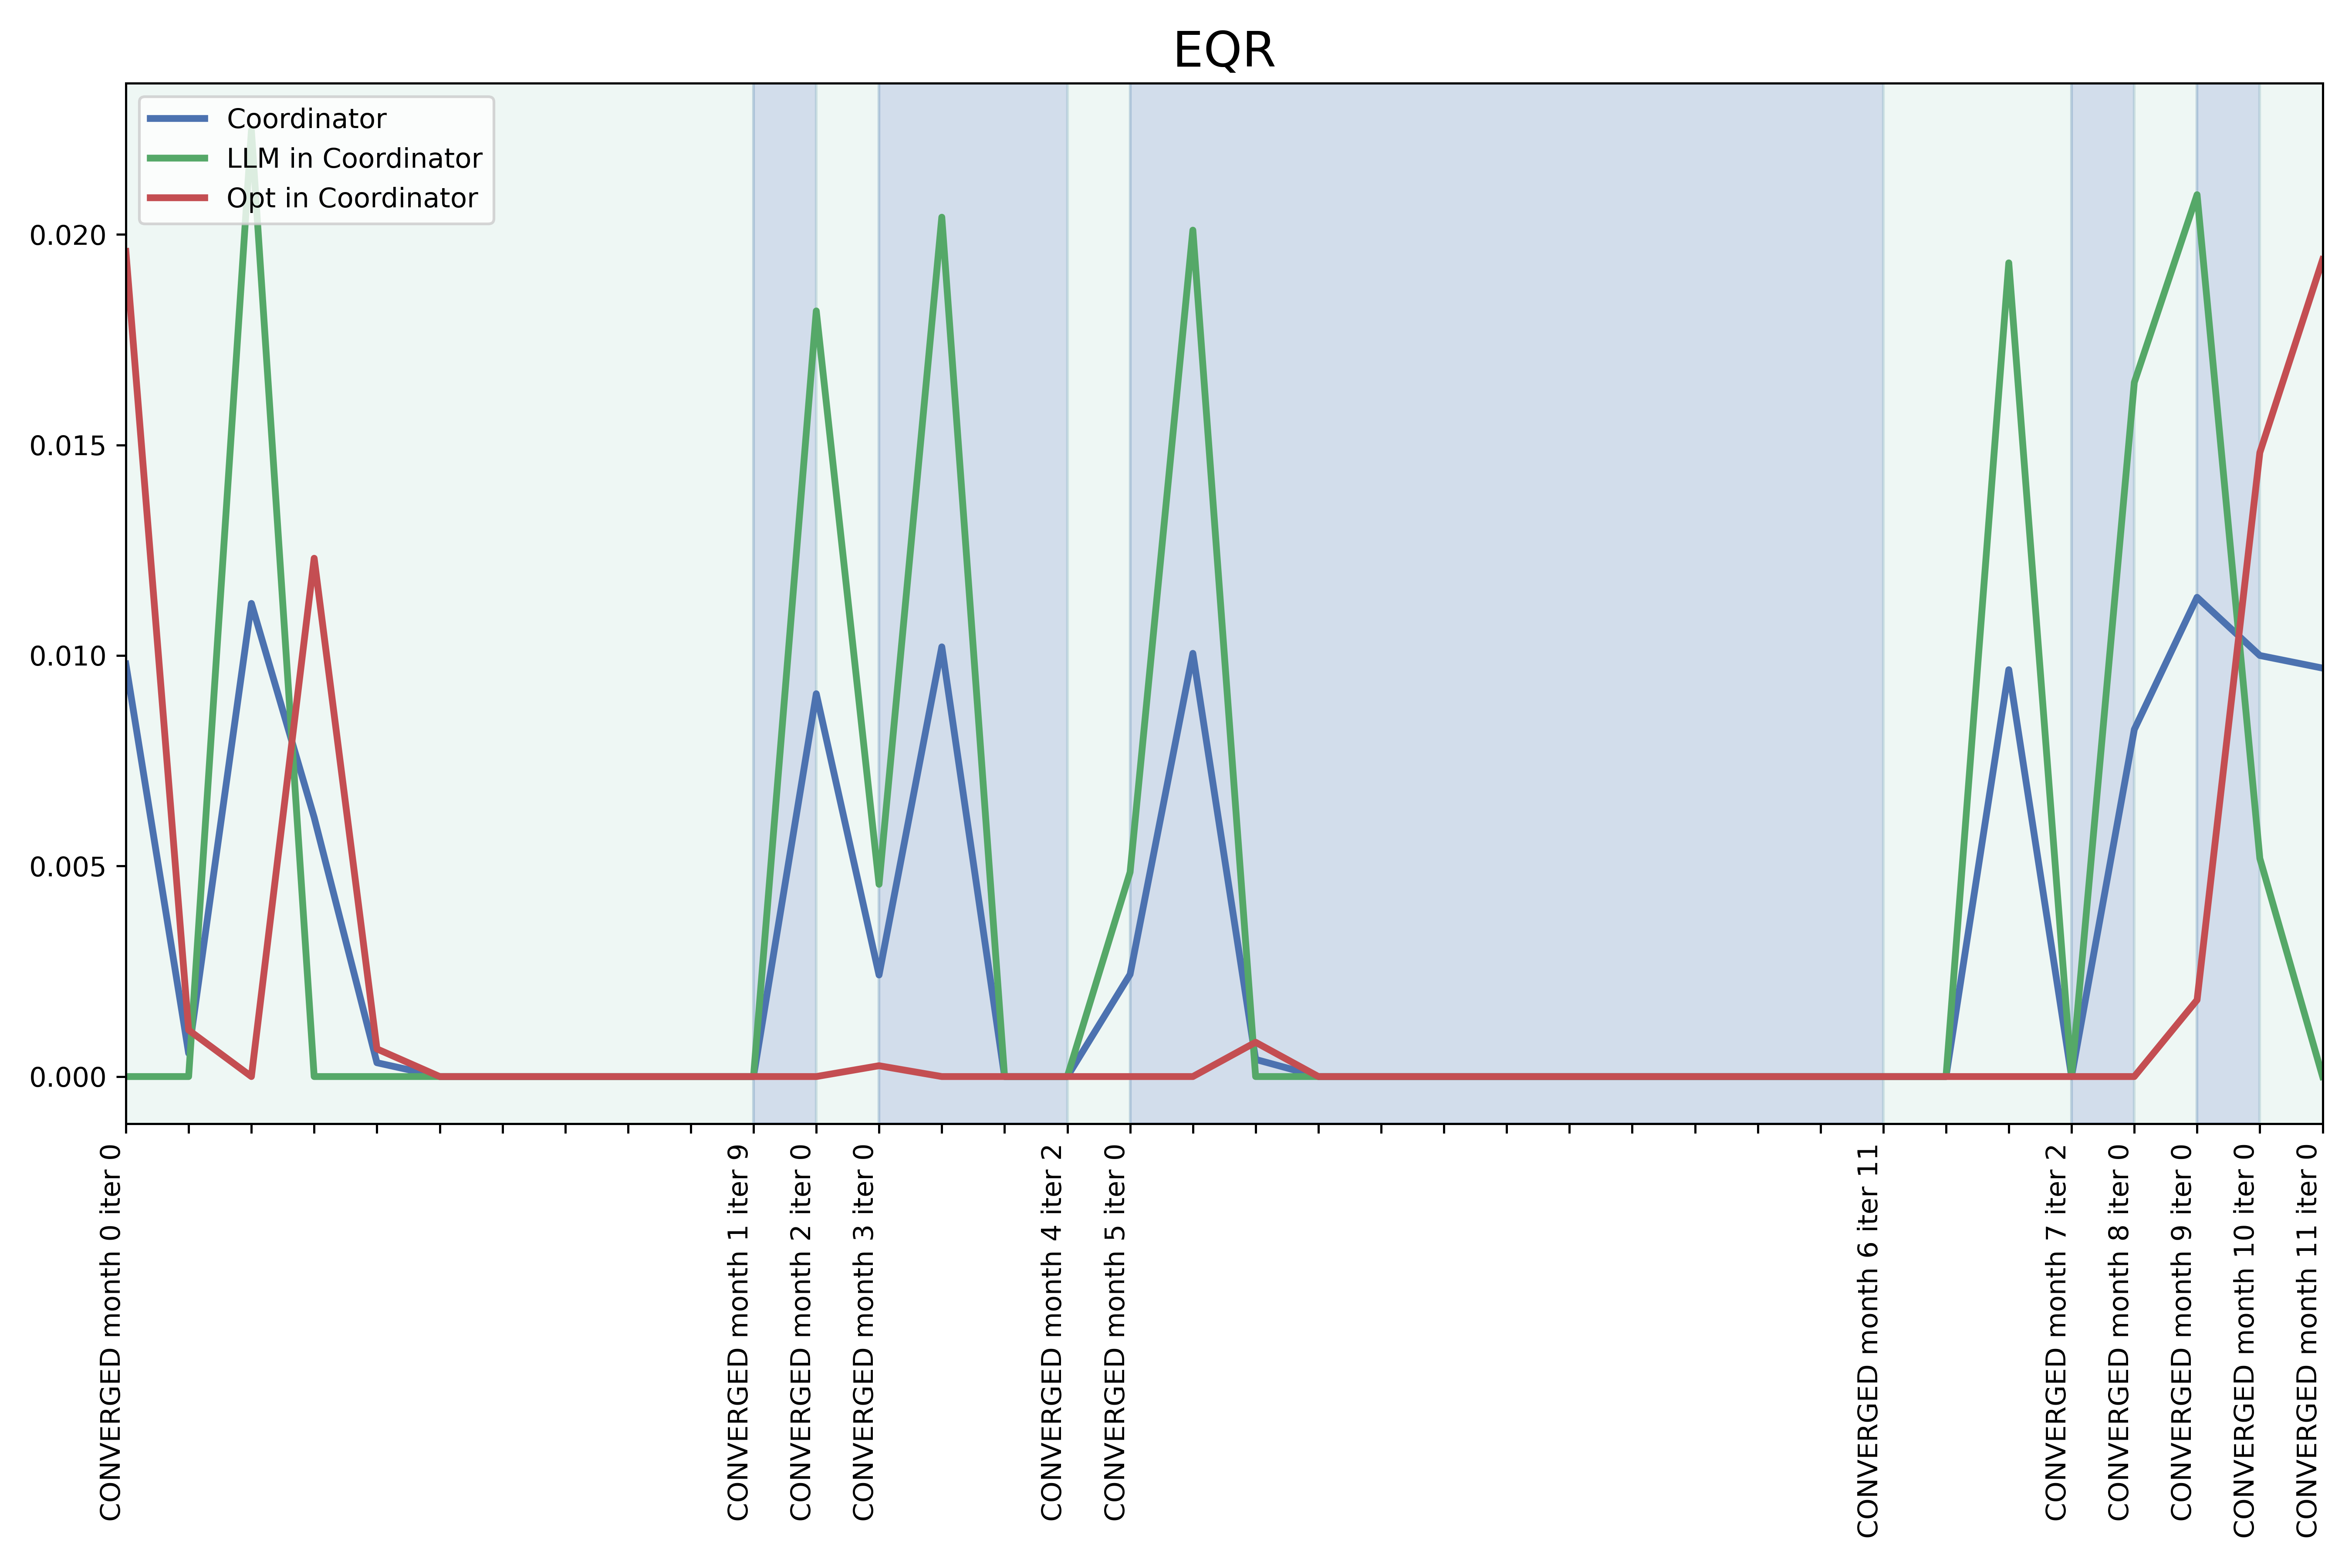 EQR
Coordinator
LLM in Coordinator
Opt in Coordinator
0.020
0.015
0.010
0.005
0.000
CONVERGED month 0 iter 0
CONVERGED month 1 iter 9
CONVERGED month 2 iter 0
CONVERGED month 3 iter 0
CONVERGED month 4 iter 2
CONVERGED month 5 iter 0
CONVERGED month 6 iter 11
CONVERGED month 7 iter 2
CONVERGED month 8 iter 0
CONVERGED month 9 iter 0
CONVERGED month 10 iter 0
CONVERGED month 11 iter 0